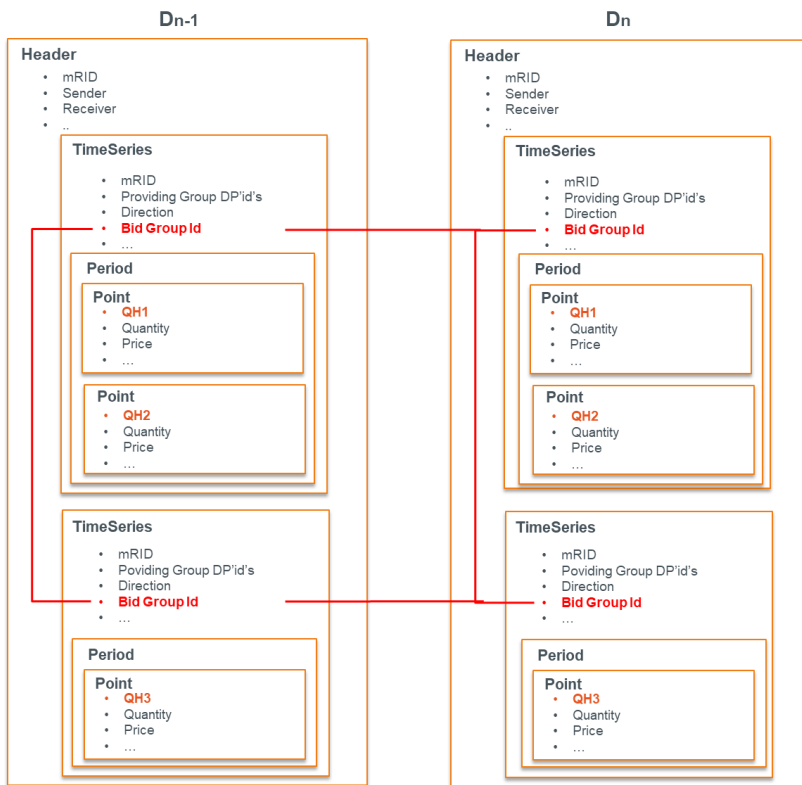 Dn-1
Header
• mRID
• Sender
• Receiver
• ..
TimeSeries
• mRID
• Providing Group DP'id's
• Direction
• Bid Group Id
• ...
Period
Point
• QH1
• Quantity
• Price
• ...
Point
• QH2
• Quantity
• Price
• ...
TimeSeries
• mRID
• Poviding Group DP'id's
• Direction
• Bid Group Id
• ...
Period
Point
• QH3
• Quantity
• Price
• ...
Dn
Header
• mRID
• Sender
• Receiver
• ..
TimeSeries
• mRID
• Providing Group DP'id's
• Direction
• Bid Group Id
• ...
Period
Point
• QH1
• Quantity
• Price
• ...
Point
• QH2
• Quantity
• Price
• ...
TimeSeries
• mRID
• Poviding Group DP'id's
• Direction
• Bid Group Id
• ...
Period
Point
• QH3
• Quantity
• Price
• ...